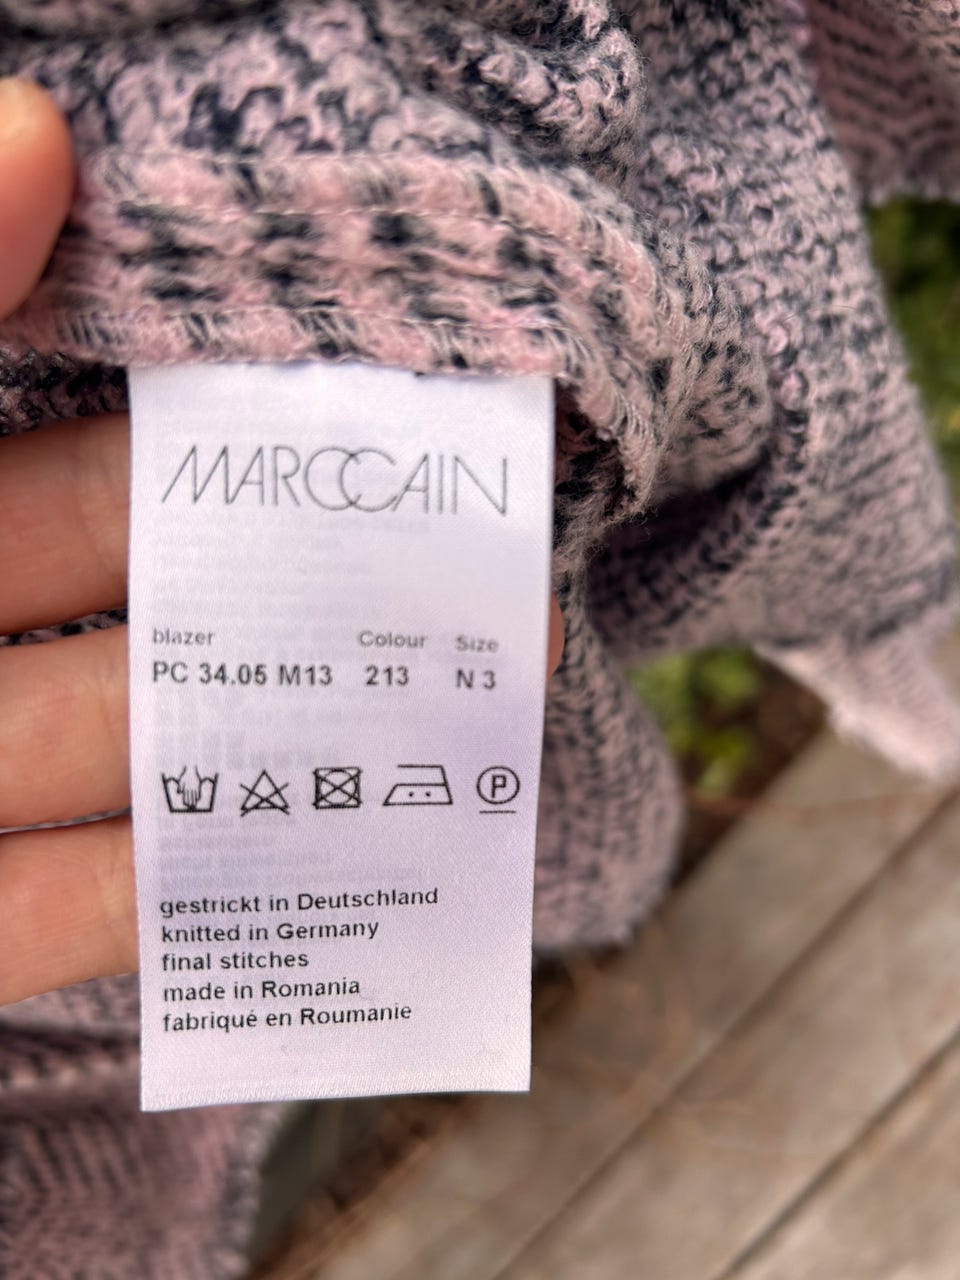 MARCCAIN
blazer Colour Size
PC 34.05 M13 213 N 3
P
gestrickt in Deutschland
knitted in Germany
final stitches
made in Romania
fabriqué en Roumanie